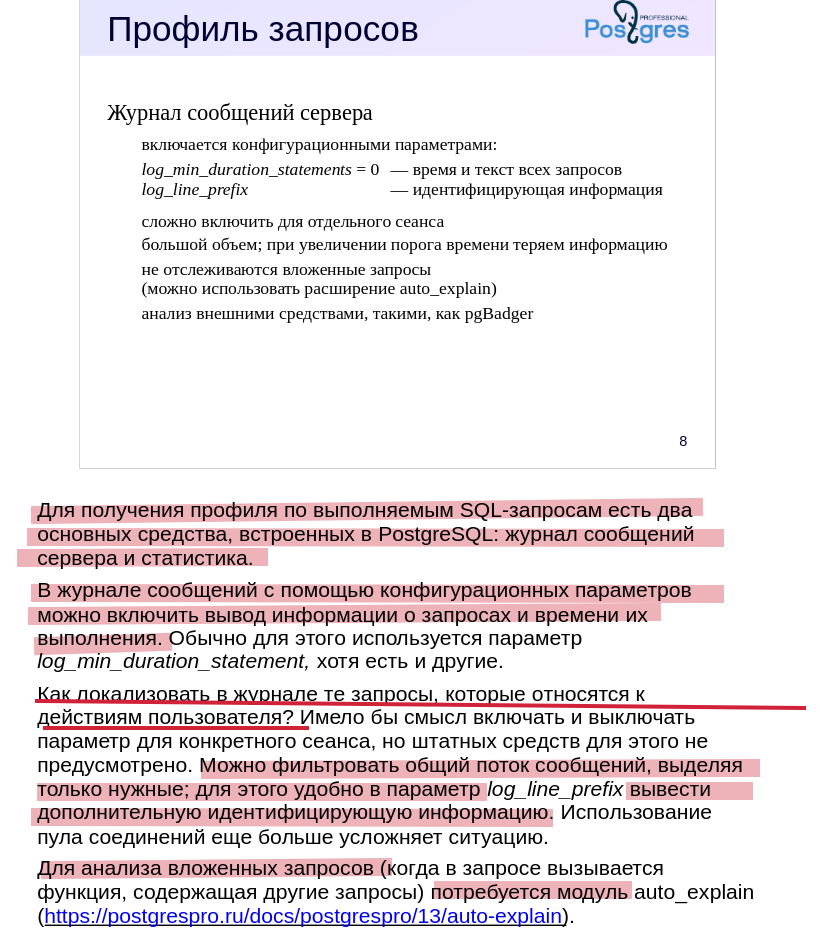 Профиль запросов
PROFESSIONAL
Postgres
Журнал сообщений сервера
включается конфигурационными параметрами:
log_min_duration_statements = 0 — время и текст всех запросов
log_line_prefix — идентифицирующая информация
сложно включить для отдельного сеанса
большой объем; при увеличении порога времени теряем информацию
не отслеживаются вложенные запросы
(можно использовать расширение auto_explain)
анализ внешними средствами, такими, как pgBadger
8
Для получения профиля по выполняемым SQL-запросам есть два
основных средства, встроенных в PostgreSQL: журнал сообщений
сервера и статистика.
В журнале сообщений с помощью конфигурационных параметров
можно включить вывод информации о запросах и времени их
выполнения. Обычно для этого используется параметр
log_min_duration_statement, хотя есть и другие.
Как локализовать в журнале те запросы, которые относятся к
действиям пользователя? Имело бы смысл включать и выключать
параметр для конкретного сеанса, но штатных средств для этого не
предусмотрено. Можно фильтровать общий поток сообщений, выделяя
только нужные; для этого удобно в параметр log_line_prefix вывести
дополнительную идентифицирующую информацию. Использование
пула соединений еще больше усложняет ситуацию.
Для анализа вложенных запросов (когда в запросе вызывается
функция, содержащая другие запросы) потребуется модуль auto_explain
(https://postgrespro.ru/docs/postgrespro/13/auto-explain).